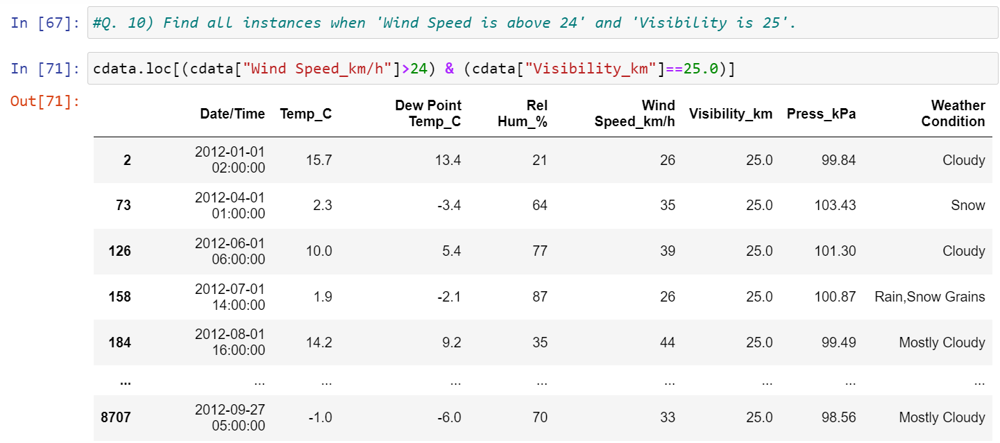 In [67]: #Q. 10) Find all instances when 'Wind Speed is above 24' and 'Visibility is 25'.
In [71]: cdata.loc[(cdata["Wind Speed_km/h"]>24) & (cdata["Visibility_km"]==25.0)]
Out[71]:
Date/Time Temp_C Dew Point Temp_C Rel Hum_% Wind Speed_km/h Visibility_km Press_kPa Weather Condition
2 2012-01-01 02:00:00 15.7 13.4 21 26 25.0 99.84 Cloudy
73 2012-04-01 01:00:00 2.3 -3.4 64 35 25.0 103.43 Snow
126 2012-06-01 06:00:00 10.0 5.4 77 39 25.0 101.30 Cloudy
158 2012-07-01 14:00:00 1.9 -2.1 87 26 25.0 100.87 Rain,Snow Grains
184 2012-08-01 16:00:00 14.2 9.2 35 44 25.0 99.49 Mostly Cloudy
... ... ... ... ... ... ... ... ...
8707 2012-09-27 05:00:00 -1.0 -6.0 70 33 25.0 98.56 Mostly Cloudy